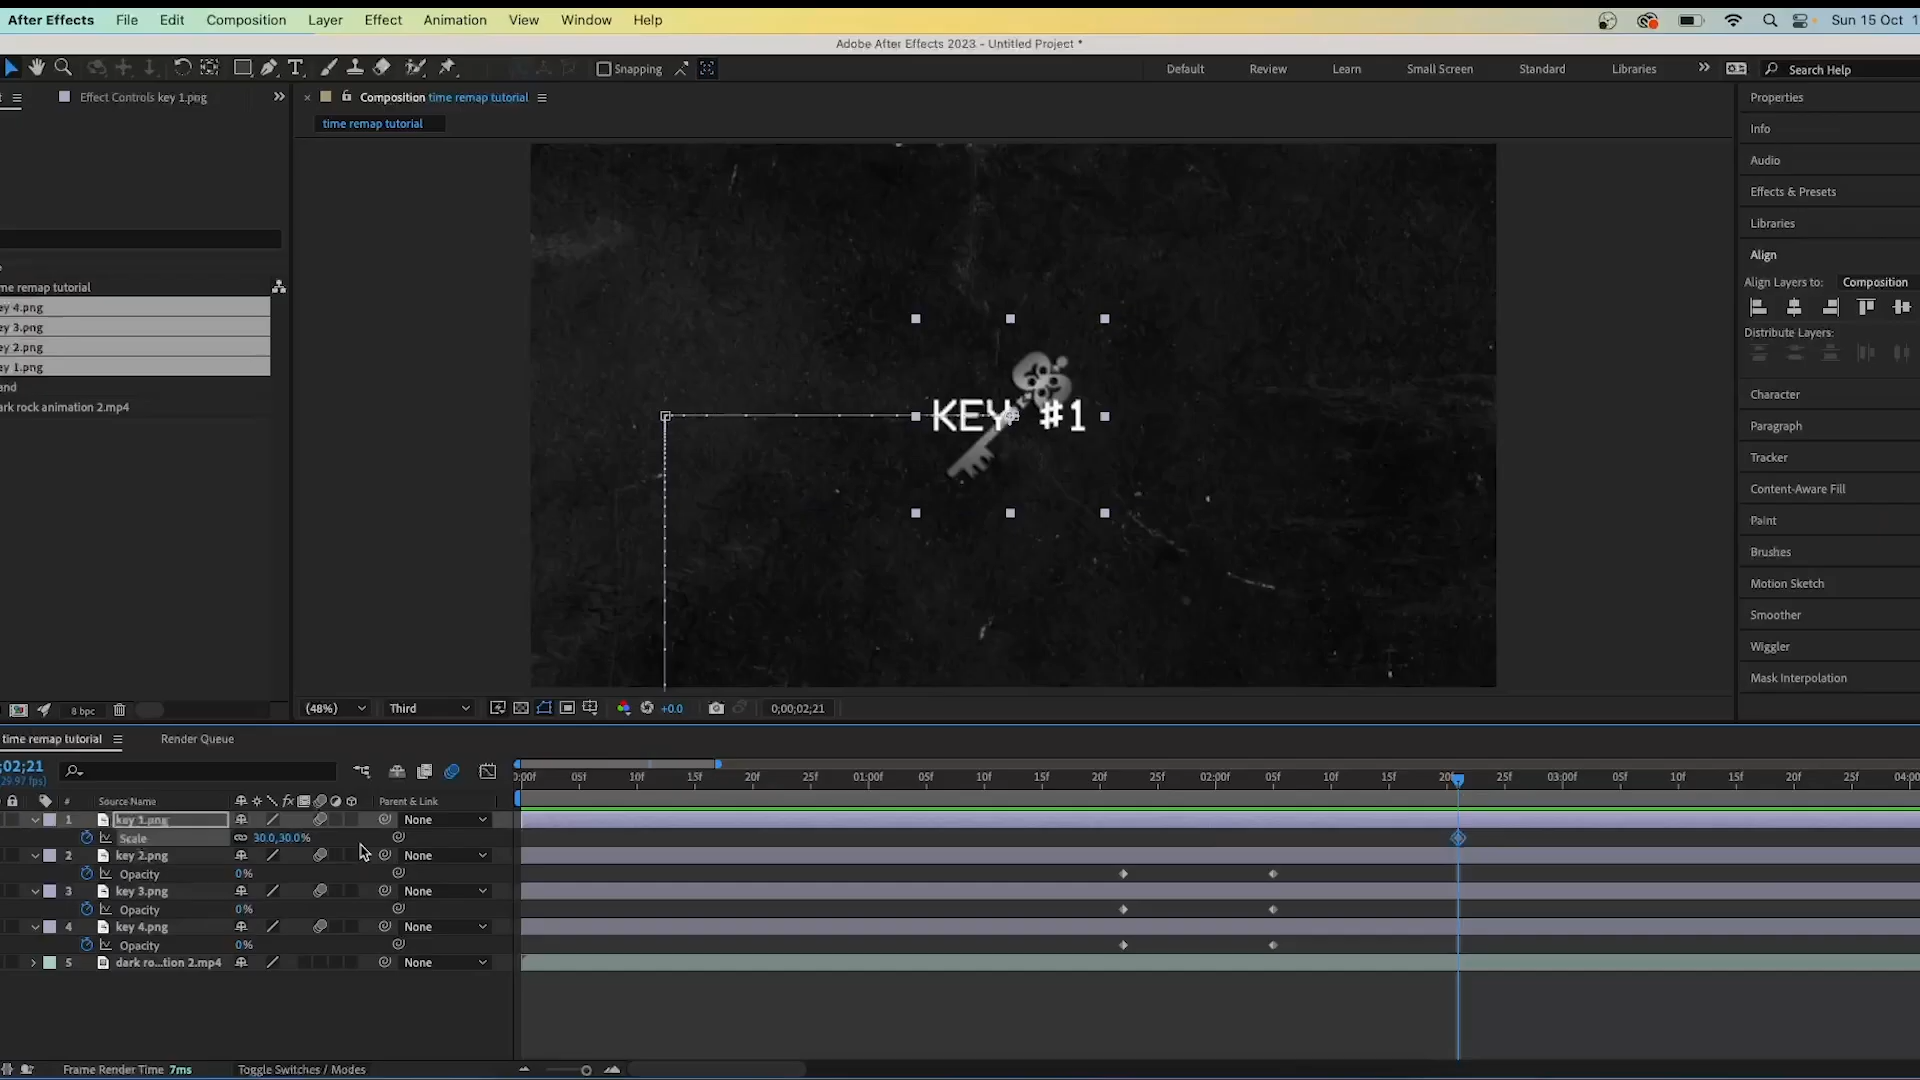 After Effects File Edit Composition Layer Effect Animation View Window Help Sun 15 Oct 1
Adobe After Effects 2023 - Untitled Project *
Snapping Default Review Learn Small Screen Standard Libraries Search Help
Effect Controls key 1.png
Composition time remap tutorial
time remap tutorial
me remap tutorial
ey 4.png
ey 3.png
ey 2.png
ey 1.png
and
ark rock animation 2.mp4
8 bpc
KEY #1
(48%) Third +0.0 0;00;02;21
Properties
Info
Audio
Effects & Presets
Libraries
Align
Align Layers to: Composition
Distribute Layers:
Character
Paragraph
Tracker
Content-Aware Fill
Paint
Brushes
Motion Sketch
Smoother
Wiggler
Mask Interpolation
time remap tutorial Render Queue
;02;21
29.97 fps)
:00f 05f 10f 15f 20f 25f 01:00f 05f 10f 15f 20f 25f 02:00f 05f 10f 15f 20f 25f 03:00f 05f 10f 15f 20f 25f 04:00
# Source Name fx Parent & Link
1 key 1.png None
Scale 30.0,30.0%
2 key 2.png None
Opacity 0%
3 key 3.png None
Opacity 0%
4 key 4.png None
Opacity 0%
5 dark ro...tion 2.mp4 None
Frame Render Time 7ms Toggle Switches / Modes